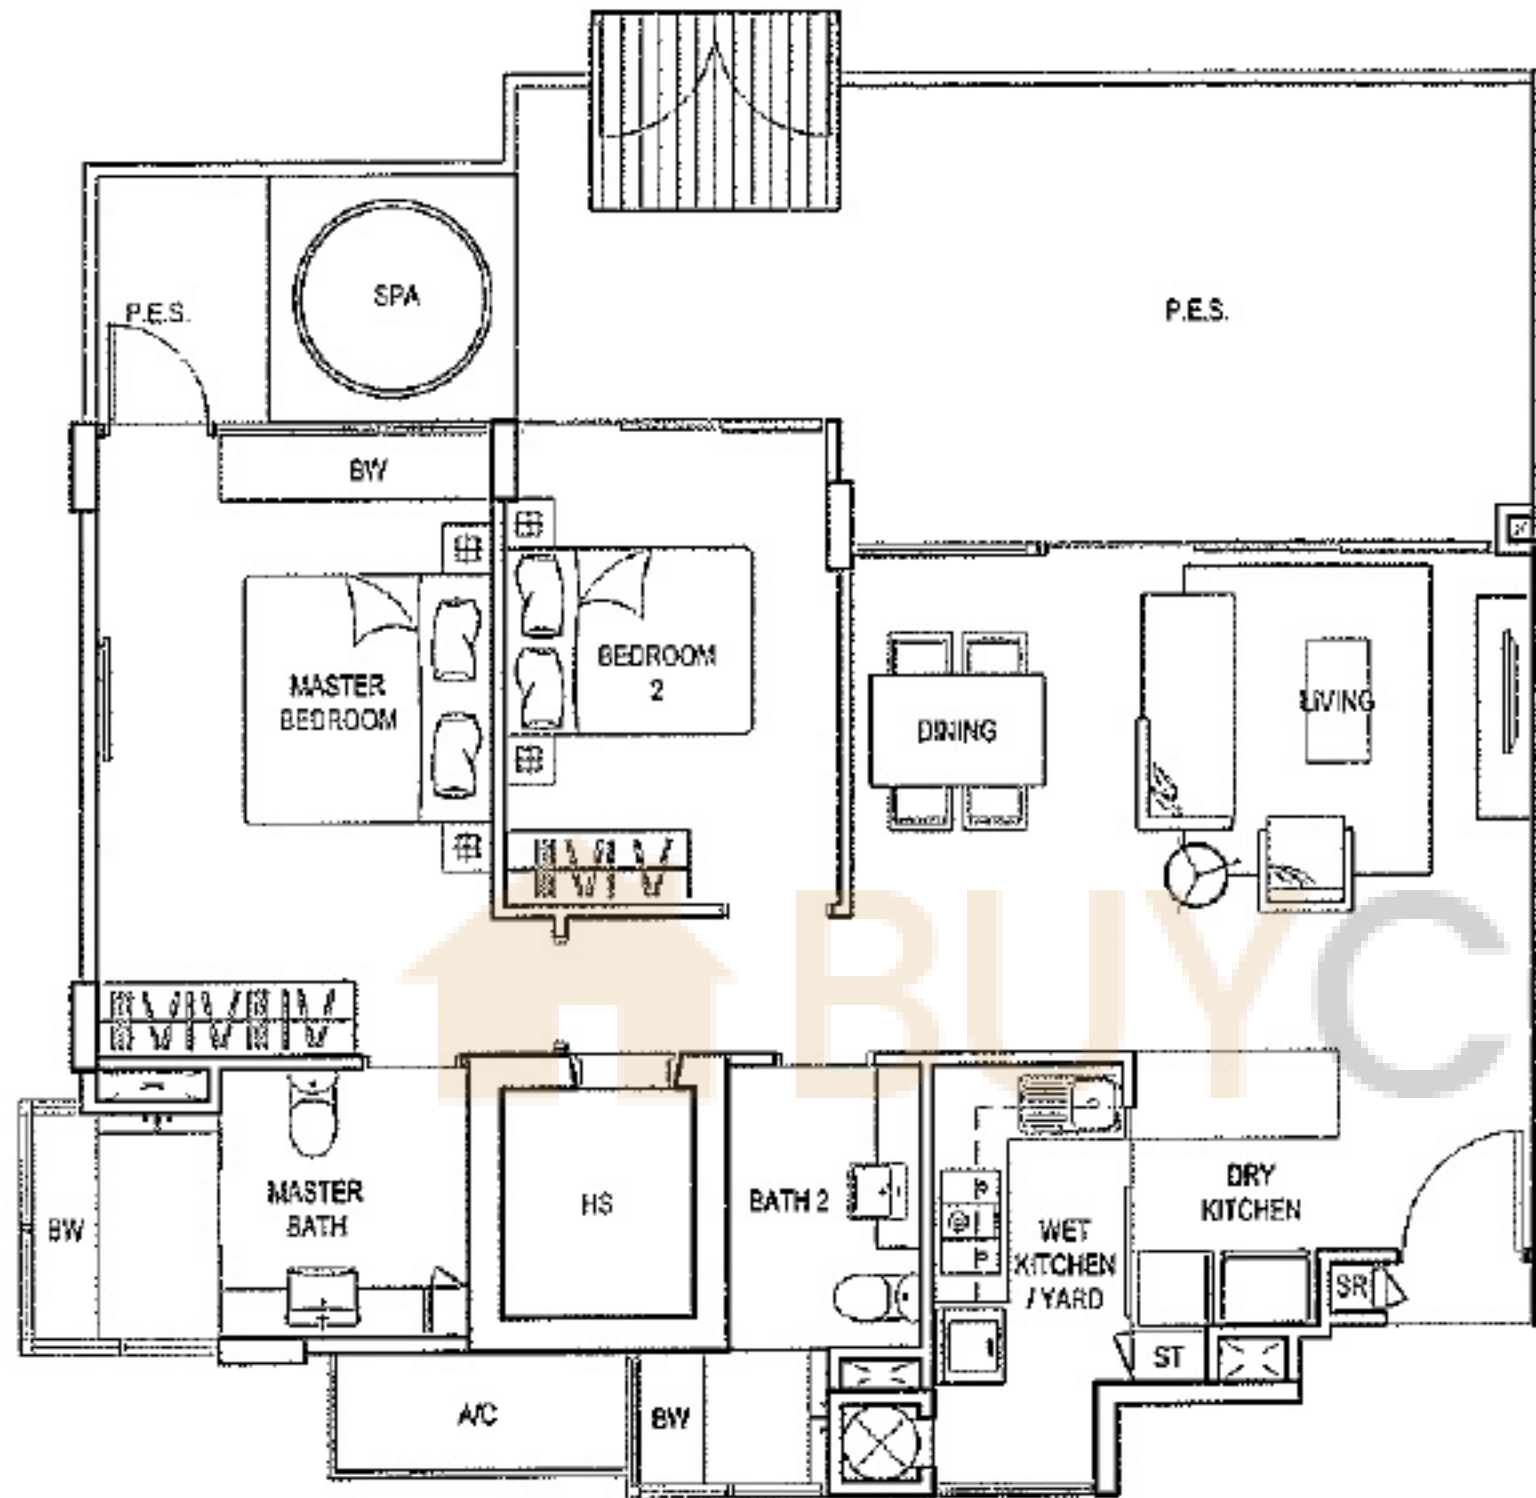 SPA
P.E.S.
P.E.S.
BW
BEDROOM
2
MASTER
BEDROOM
LIVING
DINING
BUYC
DRY
KITCHEN
MASTER
BATH
HS
BATH 2
BW
WET
KITCHEN
/ YARD
SR
ST
A/C
BW